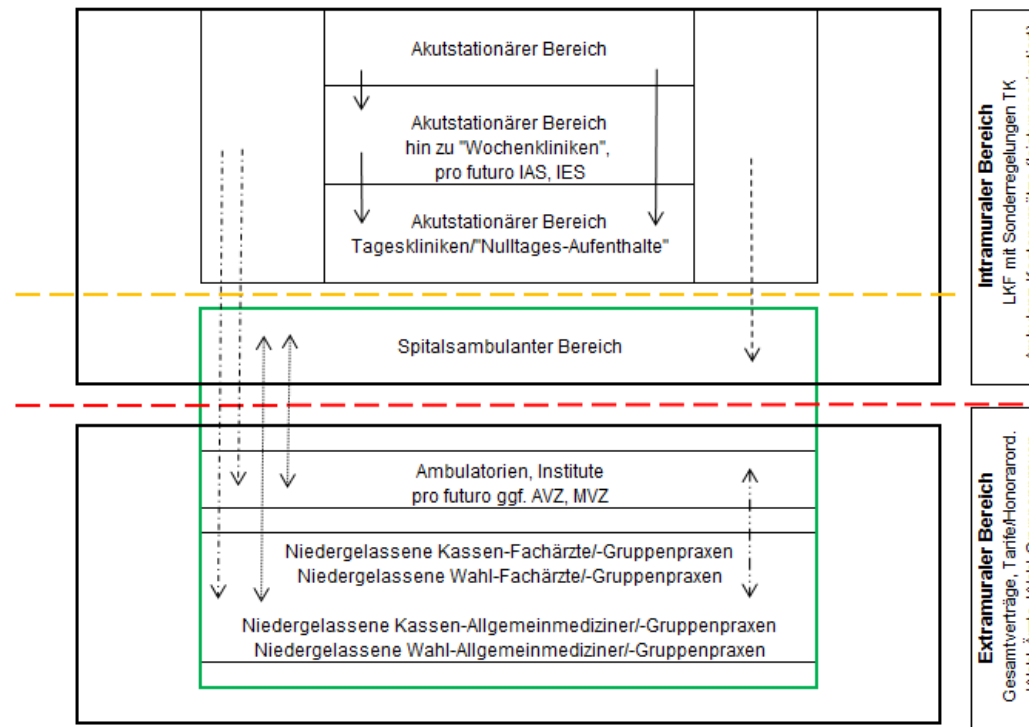 Akutstationärer Bereich
Akutstationärer Bereich
hin zu "Wochenkliniken",
pro futuro IAS, IES
Akutstationärer Bereich
Tageskliniken/"Nulltages-Aufenthalte"
Spitalsambulanter Bereich
Ambulatorien, Institute
pro futuro ggf. AVZ, MVZ
Niedergelassene Kassen-Fachärzte/-Gruppenpraxen
Niedergelassene Wahl-Fachärzte/-Gruppenpraxen
Niedergelassene Kassen-Allgemeinmediziner/-Gruppenpraxen
Niedergelassene Wahl-Allgemeinmediziner/-Gruppenpraxen
Intramuraler Bereich
LKF mit Sonderregelungen TK
Extramuraler Bereich
Gesamtverträge, Tarife/Honorarord.